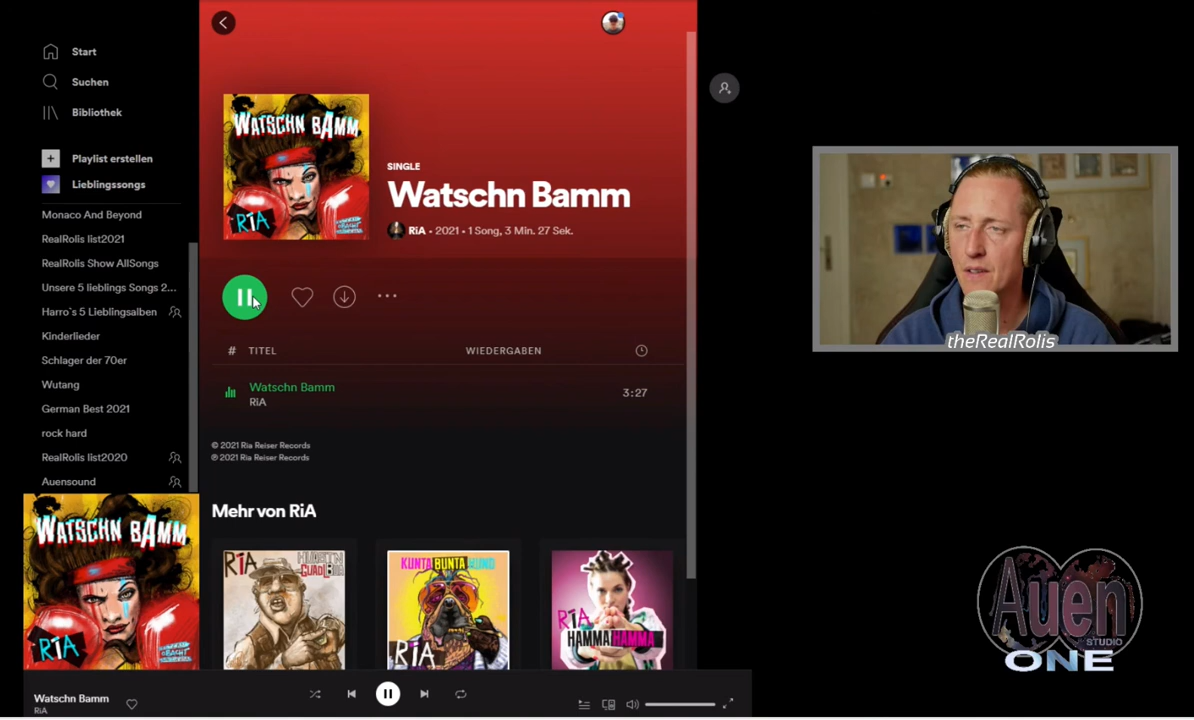 Start
Suchen
Bibliothek
Playlist erstellen
Lieblingssongs
Monaco And Beyond
RealRolis list2021
RealRolis Show AllSongs
Unsere 5 lieblings Songs 2...
Harro`s 5 Lieblingsalben
Kinderlieder
Schlager der 70er
Wutang
German Best 2021
rock hard
RealRolis list2020
Auensound
WATSCHN BAMM
RiA
SINGLE
Watschn Bamm
RiA • 2021 • 1 Song, 3 Min. 27 Sek.
# TITEL WIEDERGABEN
Watschn Bamm
RiA
3:27
© 2021 Ria Reiser Records
℗ 2021 Ria Reiser Records
Mehr von RiA
RiA
KUNTA BUNTA HUND
RiA
RiA
HAMMA HAMMA
WATSCHN BAMM
RiA
Watschn Bamm
RiA
theRealRolis
Auen
STUDIO
ONE